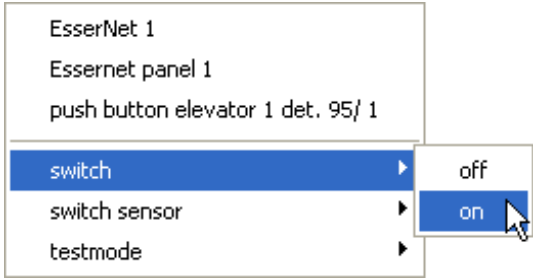 EsserNet 1
Essernet panel 1
push button elevator 1 det. 95/ 1
switch
off
switch sensor
on
testmode